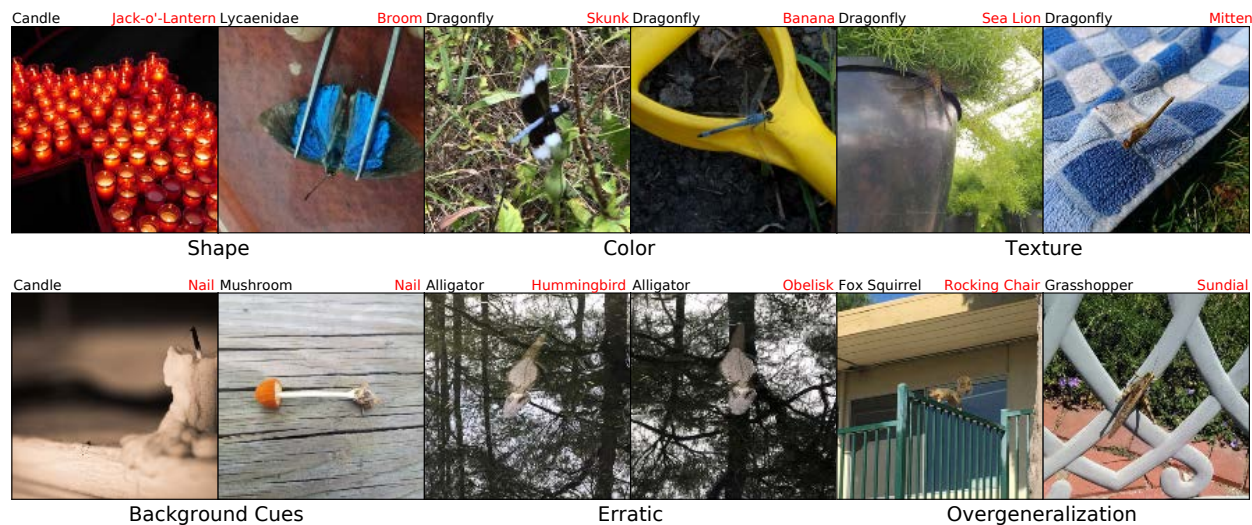 Candle Jack-o'-Lantern Lycaenidae Broom Dragonfly Skunk Dragonfly Banana Dragonfly Sea Lion Dragonfly Mitten
Shape Color Texture
Candle Nail Mushroom Nail Alligator Hummingbird Alligator Obelisk Fox Squirrel Rocking Chair Grasshopper Sundial
Background Cues Erratic Overgeneralization